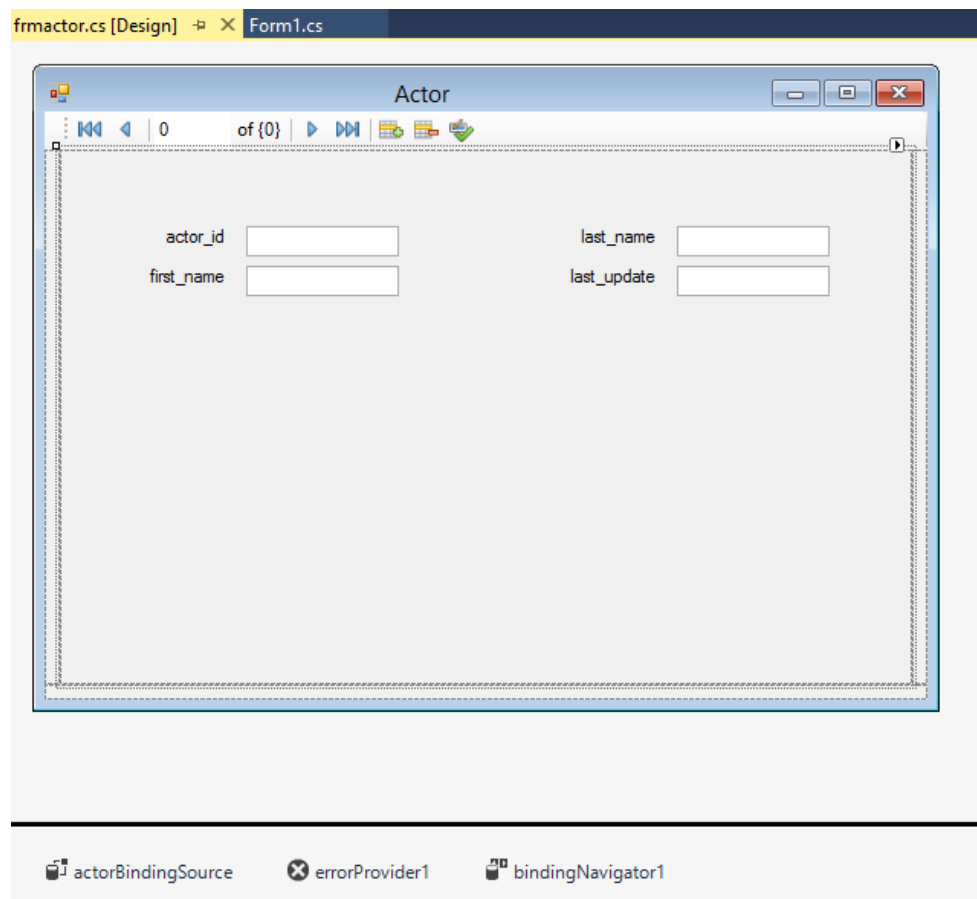 frmactor.cs [Design] Form1.cs
Actor
0 of {0}
actor_id last_name
first_name last_update
actorBindingSource errorProvider1 bindingNavigator1